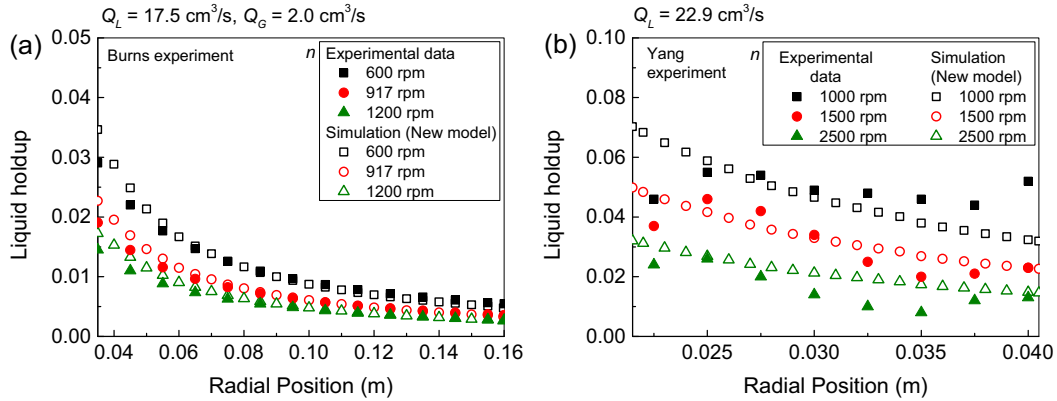 Q_L = 17.5 cm³/s, Q_G = 2.0 cm³/s
(a)
Burns experiment
n
Experimental data
600 rpm
917 rpm
1200 rpm
Simulation (New model)
600 rpm
917 rpm
1200 rpm
0.05
0.04
0.03
0.02
0.01
0.00
Liquid holdup
0.04 0.06 0.08 0.10 0.12 0.14 0.16
Radial Position (m)
Q_L = 22.9 cm³/s
(b)
Yang
experiment
n
Experimental
data
1000 rpm
1500 rpm
2500 rpm
Simulation
(New model)
1000 rpm
1500 rpm
2500 rpm
0.10
0.08
0.06
0.04
0.02
0.00
Liquid holdup
0.025 0.030 0.035 0.040
Radial Position (m)